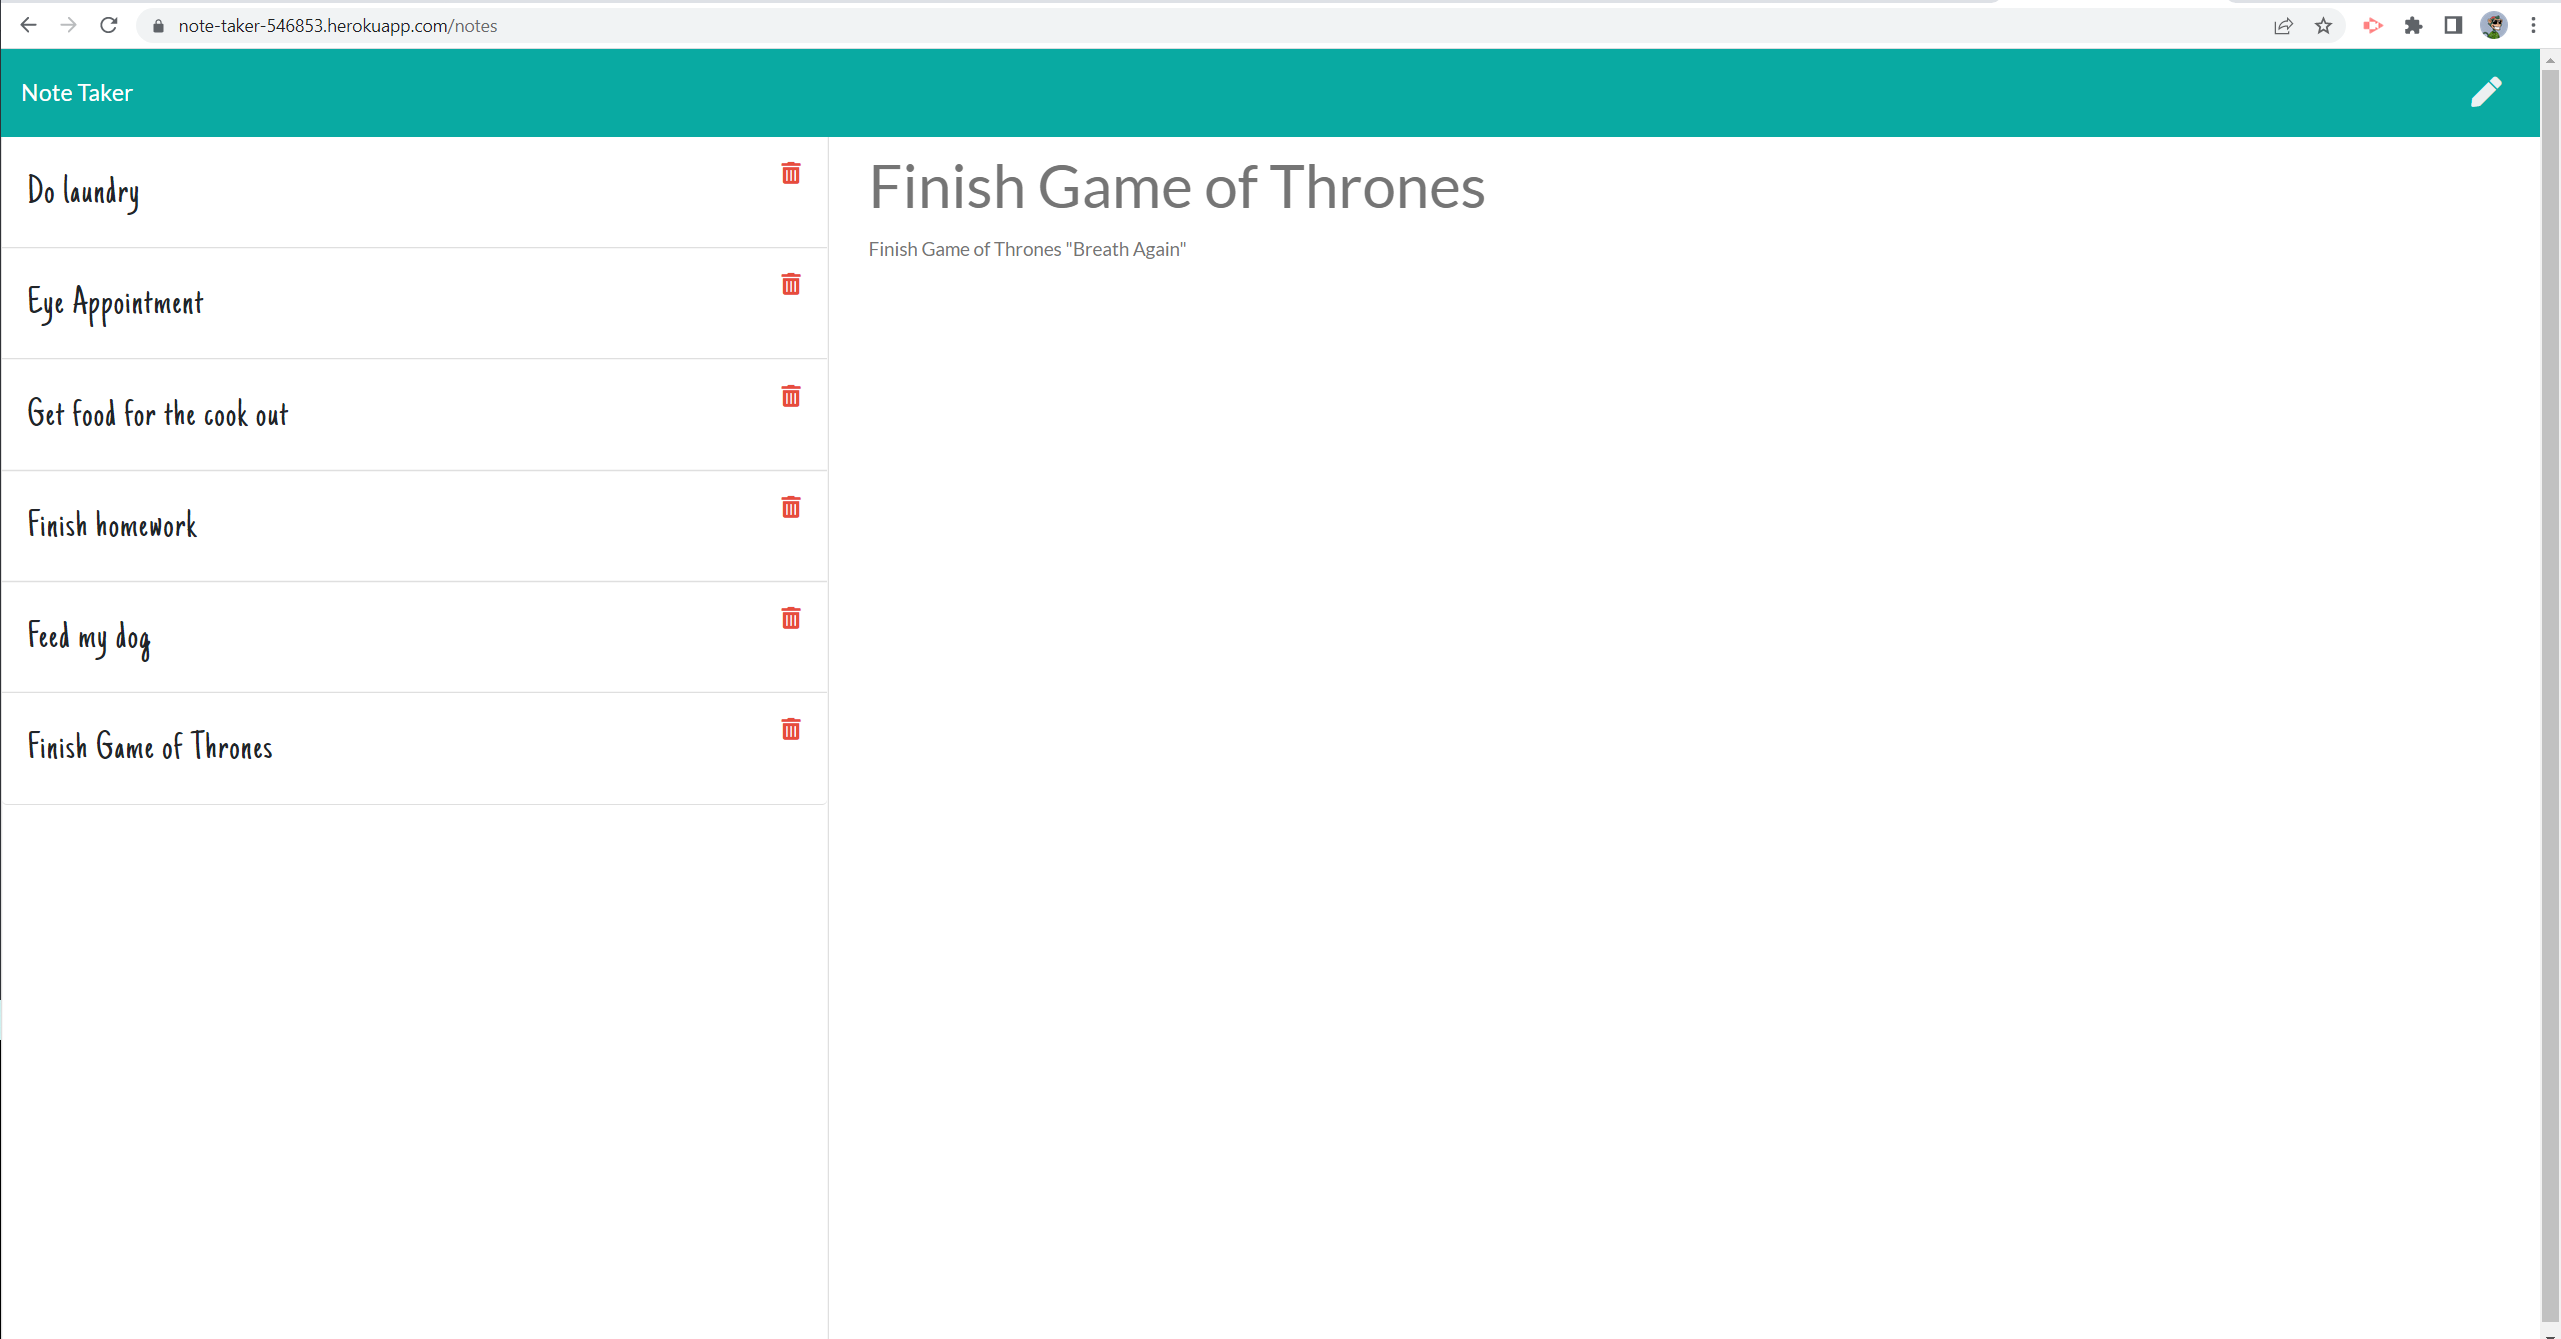 note-taker-546853.herokuapp.com/notes
Note Taker
Do laundry
Eye Appointment
Get food for the cook out
Finish homework
Feed my dog
Finish Game of Thrones
Finish Game of Thrones
Finish Game of Thrones "Breath Again"